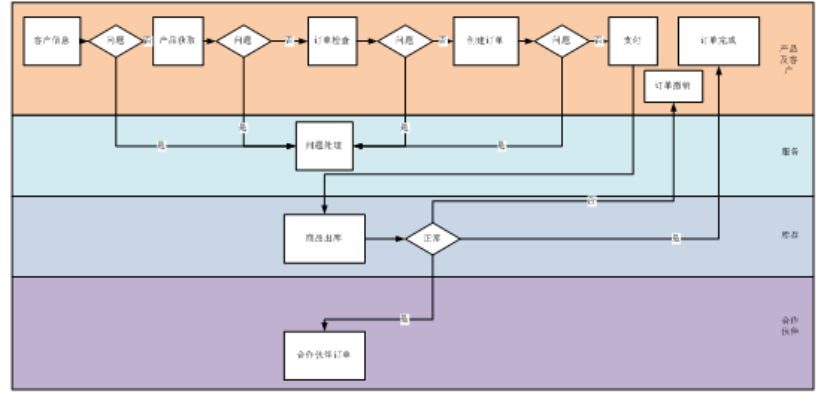 客户信息
问题
否
产品获取
问题
否
订单检查
问题
否
创建订单
问题
否
支付
订单完成
产品
及客
户
订单撤销
是
是
是
是
问题处理
服务
否
商品出库
正常
是
库存
是
合作伙伴订单
合作
伙伴